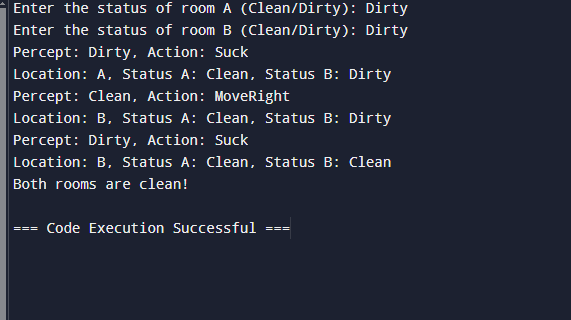 Enter the status of room A (Clean/Dirty): Dirty
Enter the status of room B (Clean/Dirty): Dirty
Percept: Dirty, Action: Suck
Location: A, Status A: Clean, Status B: Dirty
Percept: Clean, Action: MoveRight
Location: B, Status A: Clean, Status B: Dirty
Percept: Dirty, Action: Suck
Location: B, Status A: Clean, Status B: Clean
Both rooms are clean!
=== Code Execution Successful ===